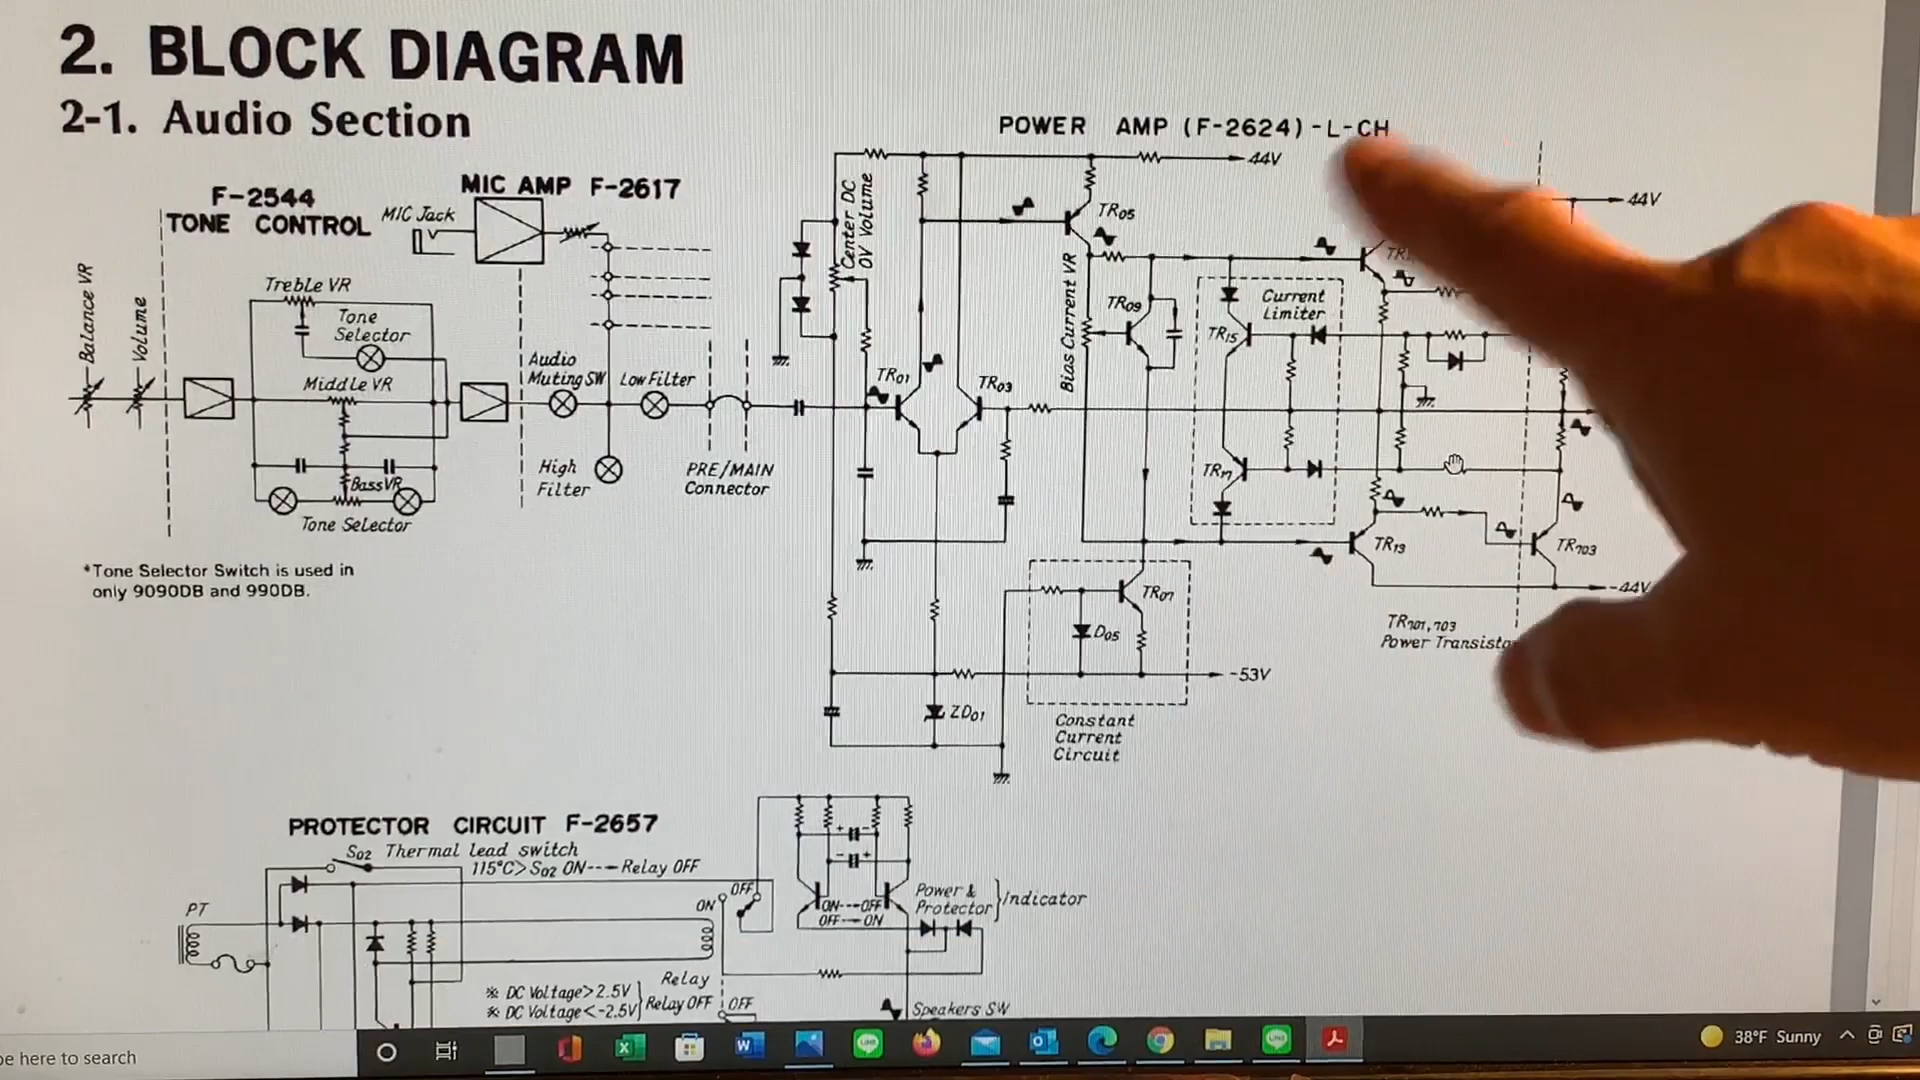 2. BLOCK DIAGRAM
2-1. Audio Section
POWER AMP (F-2624) -L-CH
F-2544
TONE CONTROL
MIC AMP F-2617
MIC Jack
44V
44V
Center DC
0V Volume
TR05
Balance VR
Volume
Treble VR
Tone
Selector
Middle VR
Bass VR
Tone Selector
Audio
Muting SW
Low Filter
High
Filter
PRE/MAIN
Connector
TR01
TR03
Bias Current VR
TR09
Current
Limiter
TR15
TR17
TR13
TR703
-44V
TR701,703
*Tone Selector Switch is used in
only 9090DB and 990DB.
TR07
D05
-53V
ZD01
Constant
Current
Circuit
Power
PROTECTOR CIRCUIT F-2657
S02 Thermal lead switch
115°C> S02 ON--- Relay OFF
PT
ON
OFF
ON---OFF
OFF---ON
Power &
Protector
Indicator
Relay
※ DC Voltage>2.5V
※ DC Voltage<-2.5V
Relay OFF
OFF
Speakers SW
pe here to search
38°F Sunny